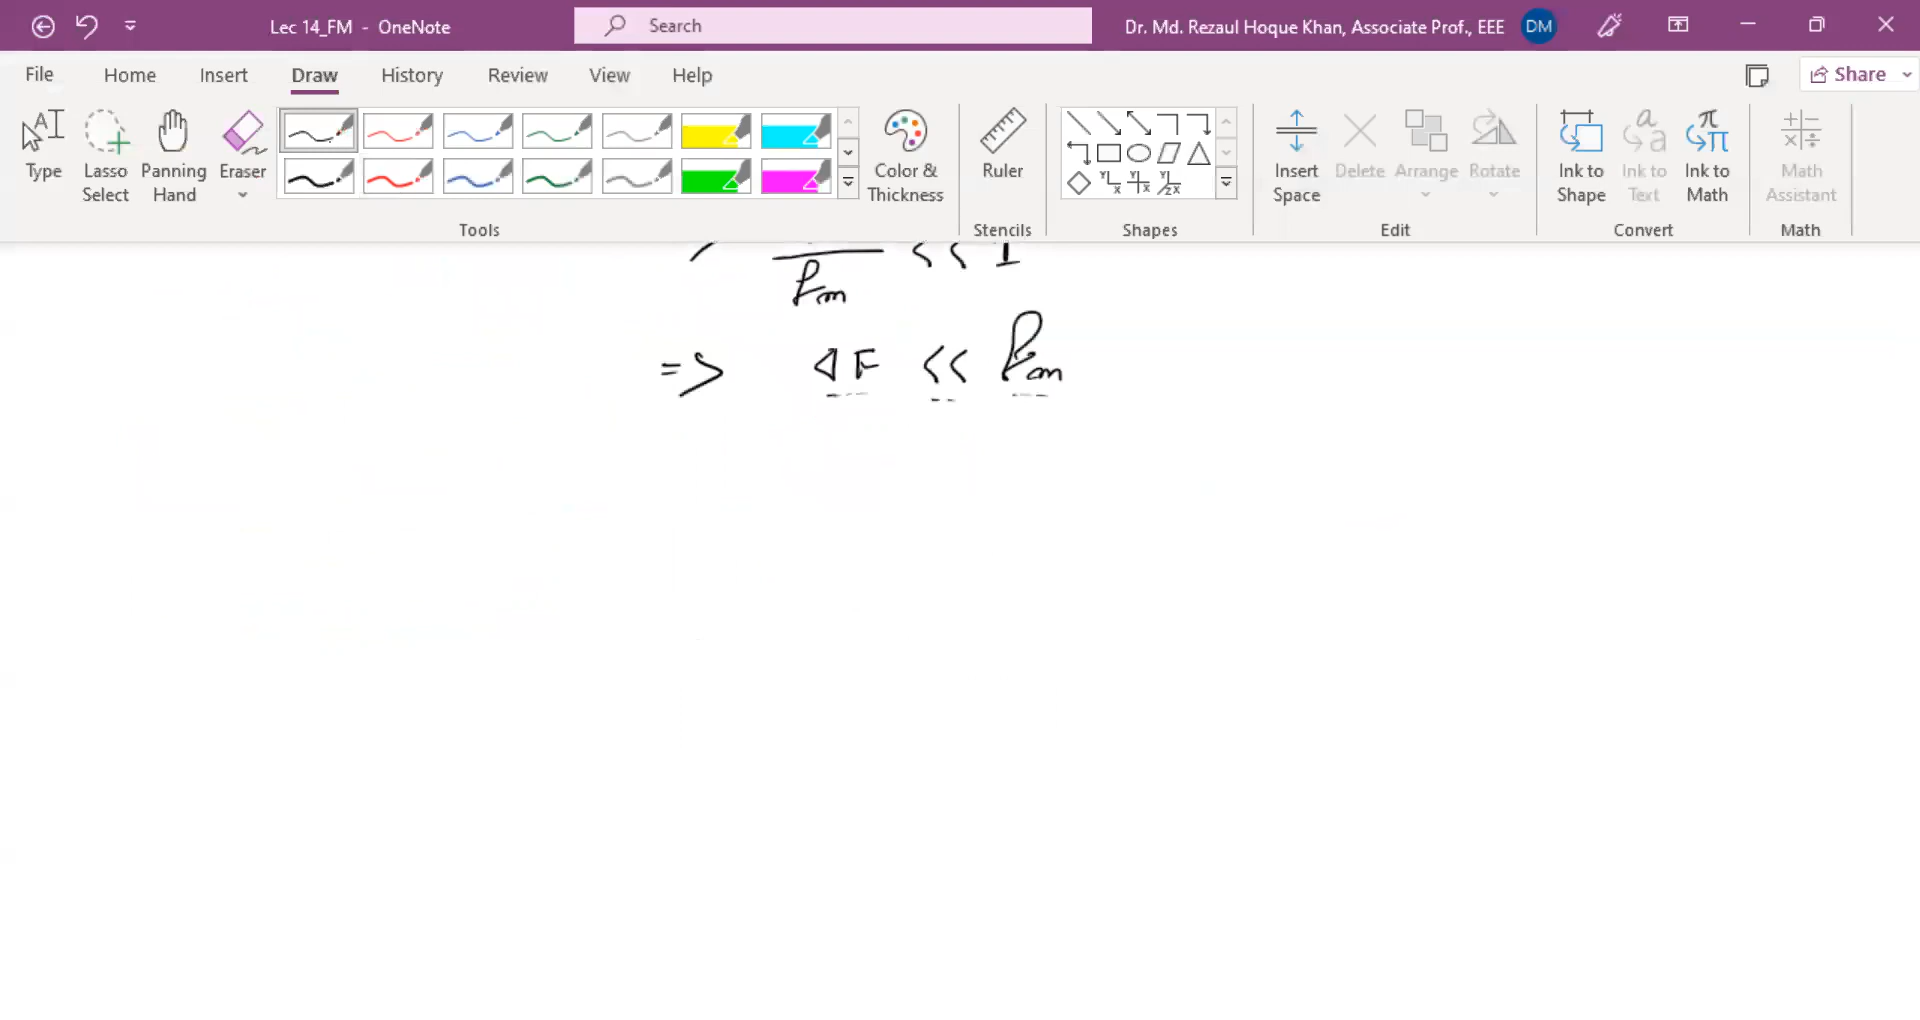 Lec 14_FM - OneNote
Search
Dr. Md. Rezaul Hoque Khan, Associate Prof., EEE
DM
File Home Insert Draw History Review View Help
Share
Type
Lasso Select
Panning Hand
Eraser
Color & Thickness
Ruler
Insert Space
Delete
Arrange
Rotate
Ink to Shape
Ink to Text
Ink to Math
Math Assistant
Tools
Stencils
Shapes
Edit
Convert
Math
fm << 1
=> ΔF << fm